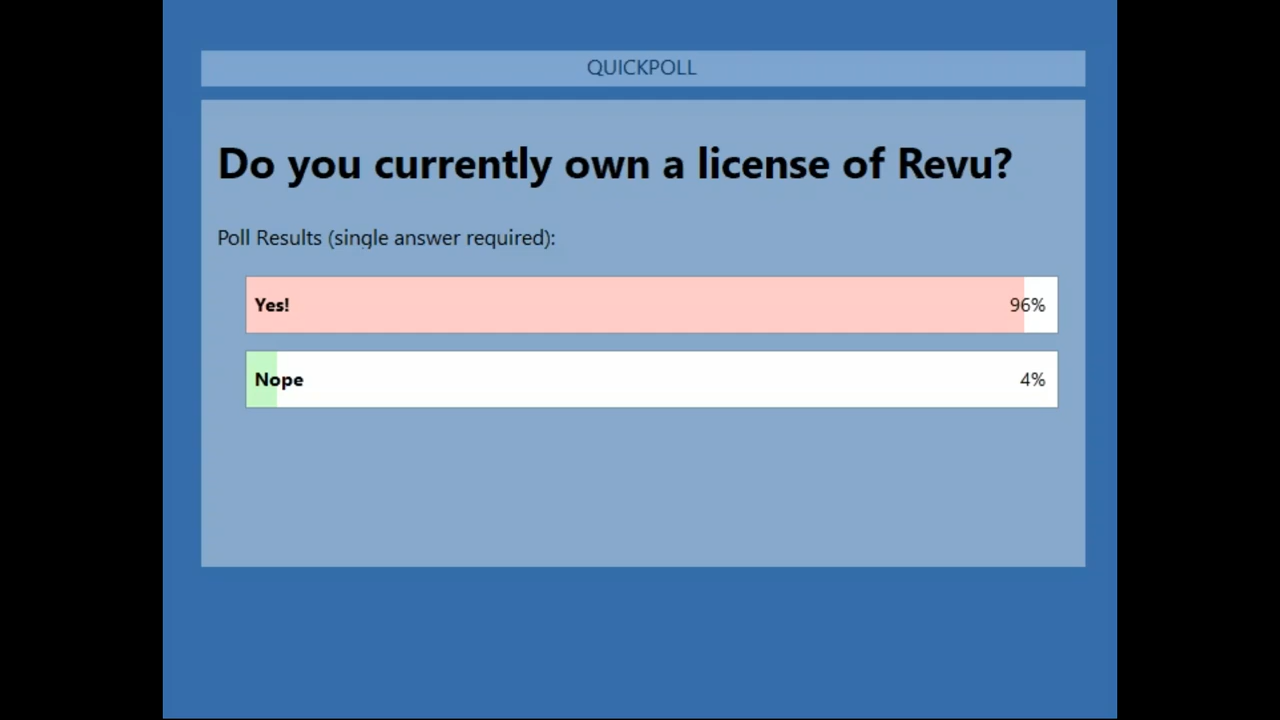 QUICKPOLL
Do you currently own a license of Revu?
Poll Results (single answer required):
Yes! 96%
Nope 4%